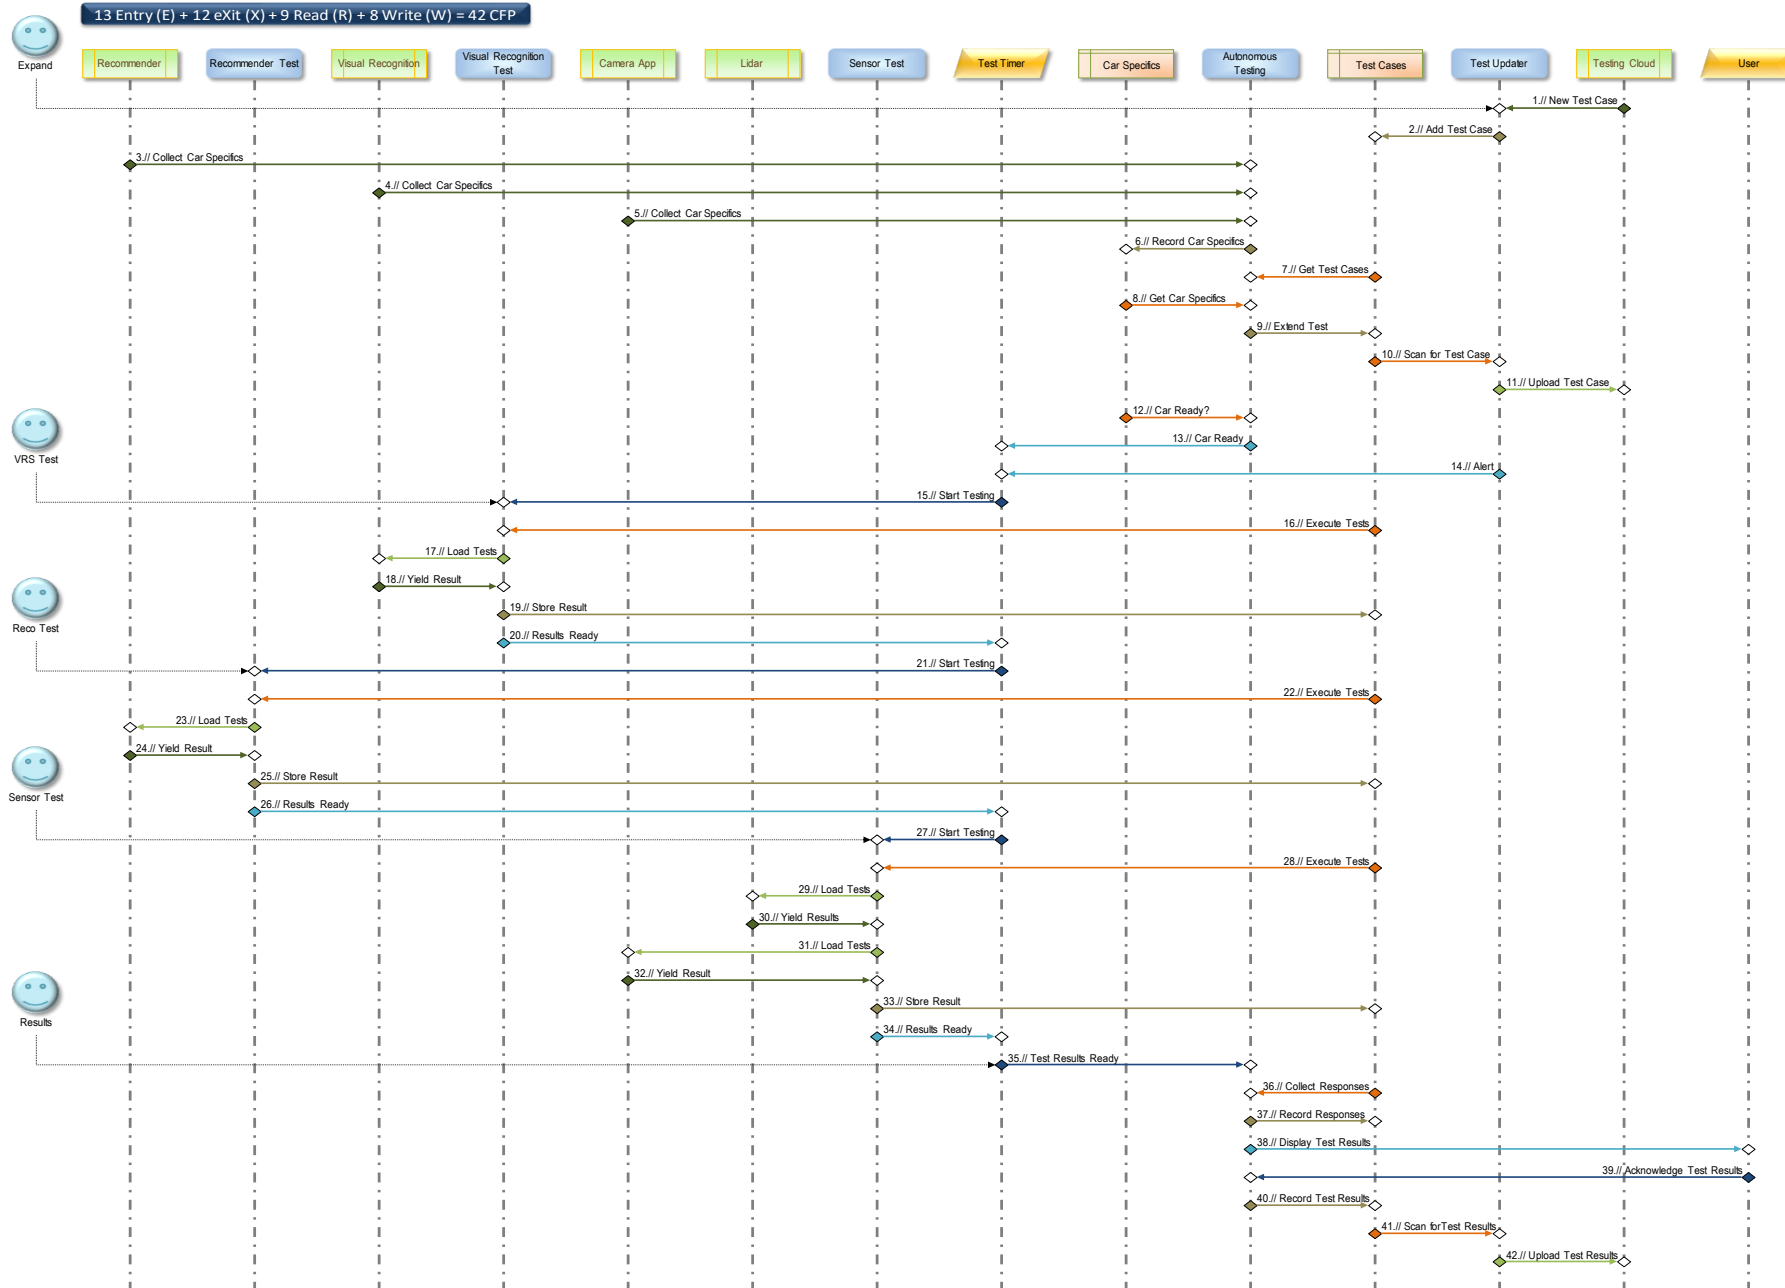 13 Entry (E) + 12 eXit (X) + 9 Read (R) + 8 Write (W) = 42 CFP
Expand
Recommender
Recommender Test
Visual Recognition
Visual Recognition
Test
Camera App
Lidar
Sensor Test
Test Timer
Car Specifics
Autonomous
Testing
Test Cases
Test Updater
Testing Cloud
User
1.// New Test Case
2.// Add Test Case
3.// Collect Car Specifics
4.// Collect Car Specifics
5.// Collect Car Specifics
6.// Record Car Specifics
7.// Get Test Cases
8.// Get Car Specifics
9.// Extend Test
10.// Scan for Test Case
11.// Upload Test Case
12.// Car Ready?
VRS Test
13.// Car Ready
14.// Alert
15.// Start Testing
16.// Execute Tests
17.// Load Tests
18.// Yield Result
19.// Store Result
Reco Test
20.// Results Ready
21.// Start Testing
22.// Execute Tests
23.// Load Tests
24.// Yield Result
25.// Store Result
Sensor Test
26.// Results Ready
27.// Start Testing
28.// Execute Tests
29.// Load Tests
30.// Yield Results
31.// Load Tests
32.// Yield Result
33.// Store Result
Results
34.// Results Ready
35.// Test Results Ready
36.// Collect Responses
37.// Record Responses
38.// Display Test Results
39.// Acknowledge Test Results
40.// Record Test Results
41.// Scan forTest Results
42.// Upload Test Results